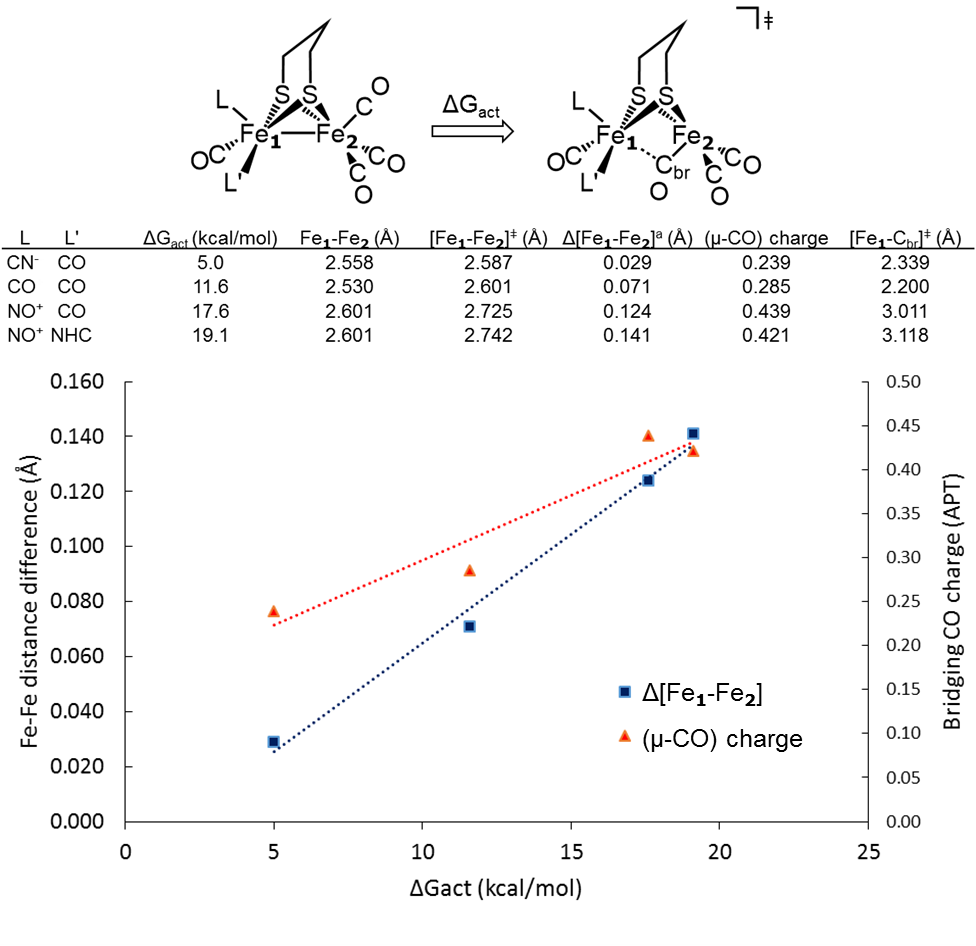 S S
L
Fe1 Fe2
C O
OC
CO
L'
C
O
ΔGact
‡
S S
L
Fe1 Fe2
OC
Cbr
CO
L'
O
C
O
L L' ΔGact (kcal/mol) Fe1-Fe2 (Å) [Fe1-Fe2]‡ (Å) Δ[Fe1-Fe2]a (Å) (μ-CO) charge [Fe1-Cbr]‡ (Å)
CN- CO 5.0 2.558 2.587 0.029 0.239 2.339
CO CO 11.6 2.530 2.601 0.071 0.285 2.200
NO+ CO 17.6 2.601 2.725 0.124 0.439 3.011
NO+ NHC 19.1 2.601 2.742 0.141 0.421 3.118
0.160
0.140
0.120
0.100
0.080
0.060
0.040
0.020
0.000
Fe-Fe distance difference (Å)
0.50
0.45
0.40
0.35
0.30
0.25
0.20
0.15
0.10
0.05
0.00
Bridging CO charge (APT)
Δ[Fe1-Fe2]
(μ-CO) charge
0 5 10 15 20 25
ΔGact (kcal/mol)